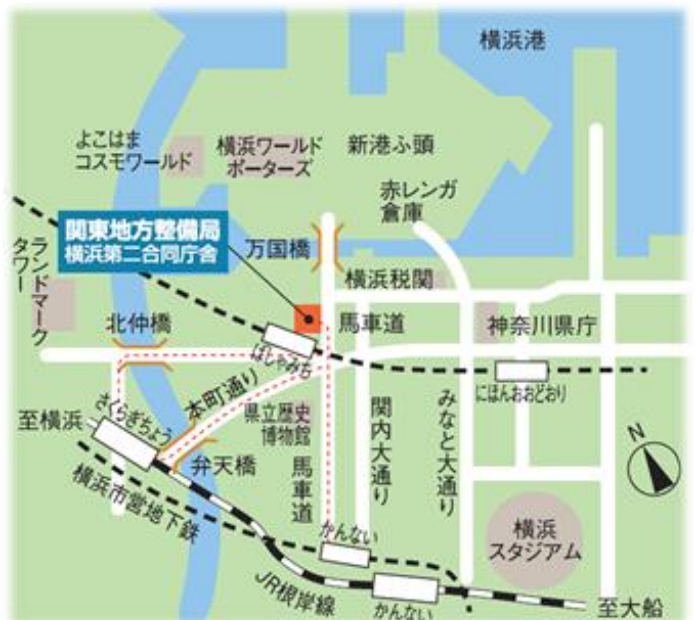 横浜港
よこはま
コスモワールド
横浜ワールド
ポーターズ
新港ふ頭
赤レンガ
倉庫
関東地方整備局
横浜第二合同庁舎
万国橋
ランドマーク
タワー
横浜税関
北仲橋
馬車道
神奈川県庁
ばしゃみち
にほんおおどおり
本町通り
さくらぎちょう
至横浜
県立歴史
博物館
関内大通り
みなと大通り
弁天橋
馬車道
N
横浜市営地下鉄
かんない
横浜
スタジアム
JR根岸線
かんない
至大船